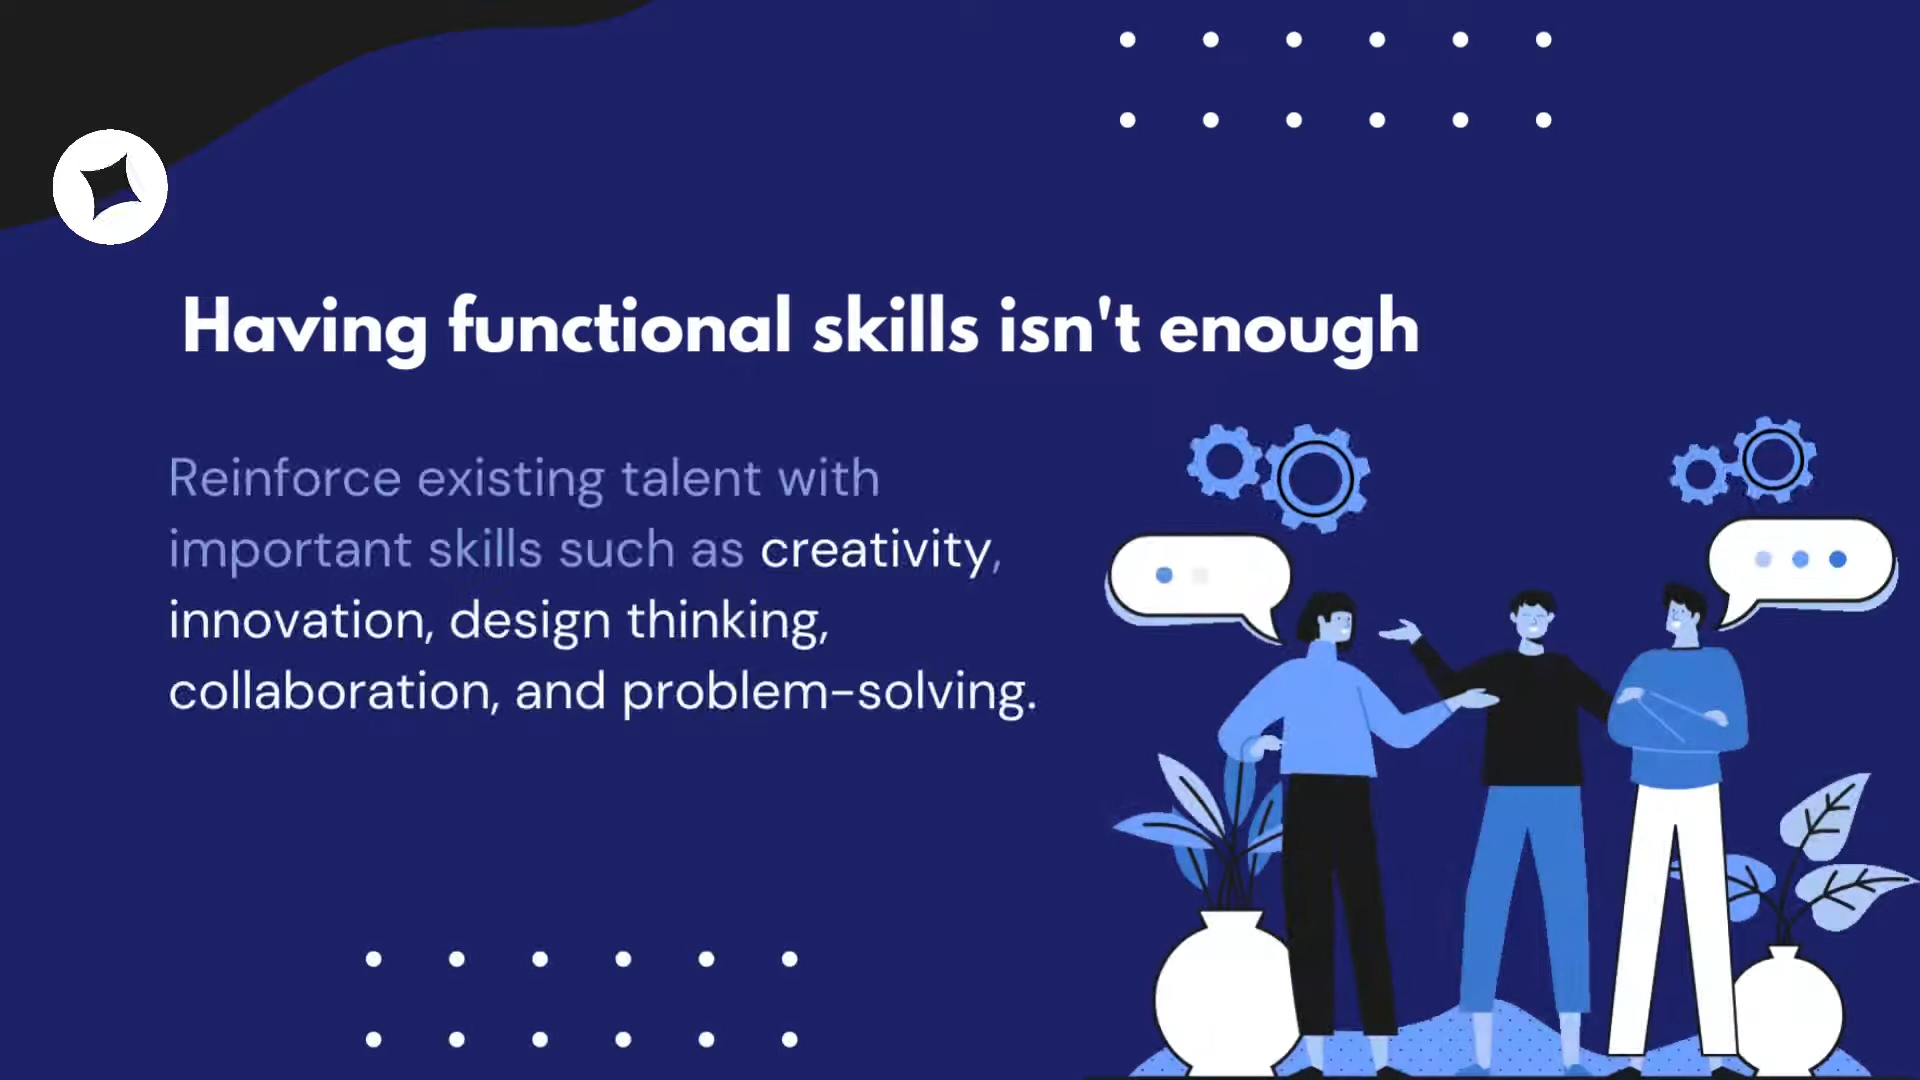 Having functional skills isn't enough
Reinforce existing talent with
important skills such as creativity,
innovation, design thinking,
collaboration, and problem-solving.